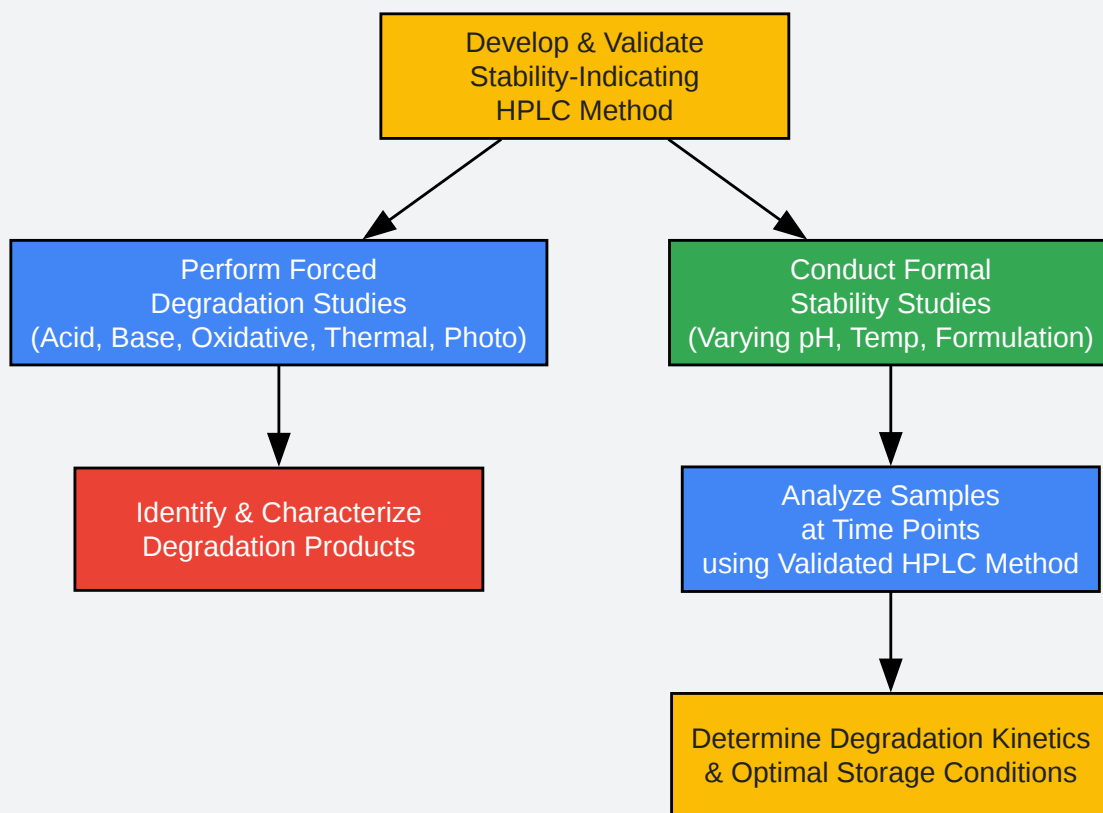 Develop & Validate
Stability-Indicating
HPLC Method
Perform Forced
Degradation Studies
(Acid, Base, Oxidative, Thermal, Photo)
Conduct Formal
Stability Studies
(Varying pH, Temp, Formulation)
Identify & Characterize
Degradation Products
Analyze Samples
at Time Points
using Validated HPLC Method
Determine Degradation Kinetics
& Optimal Storage Conditions